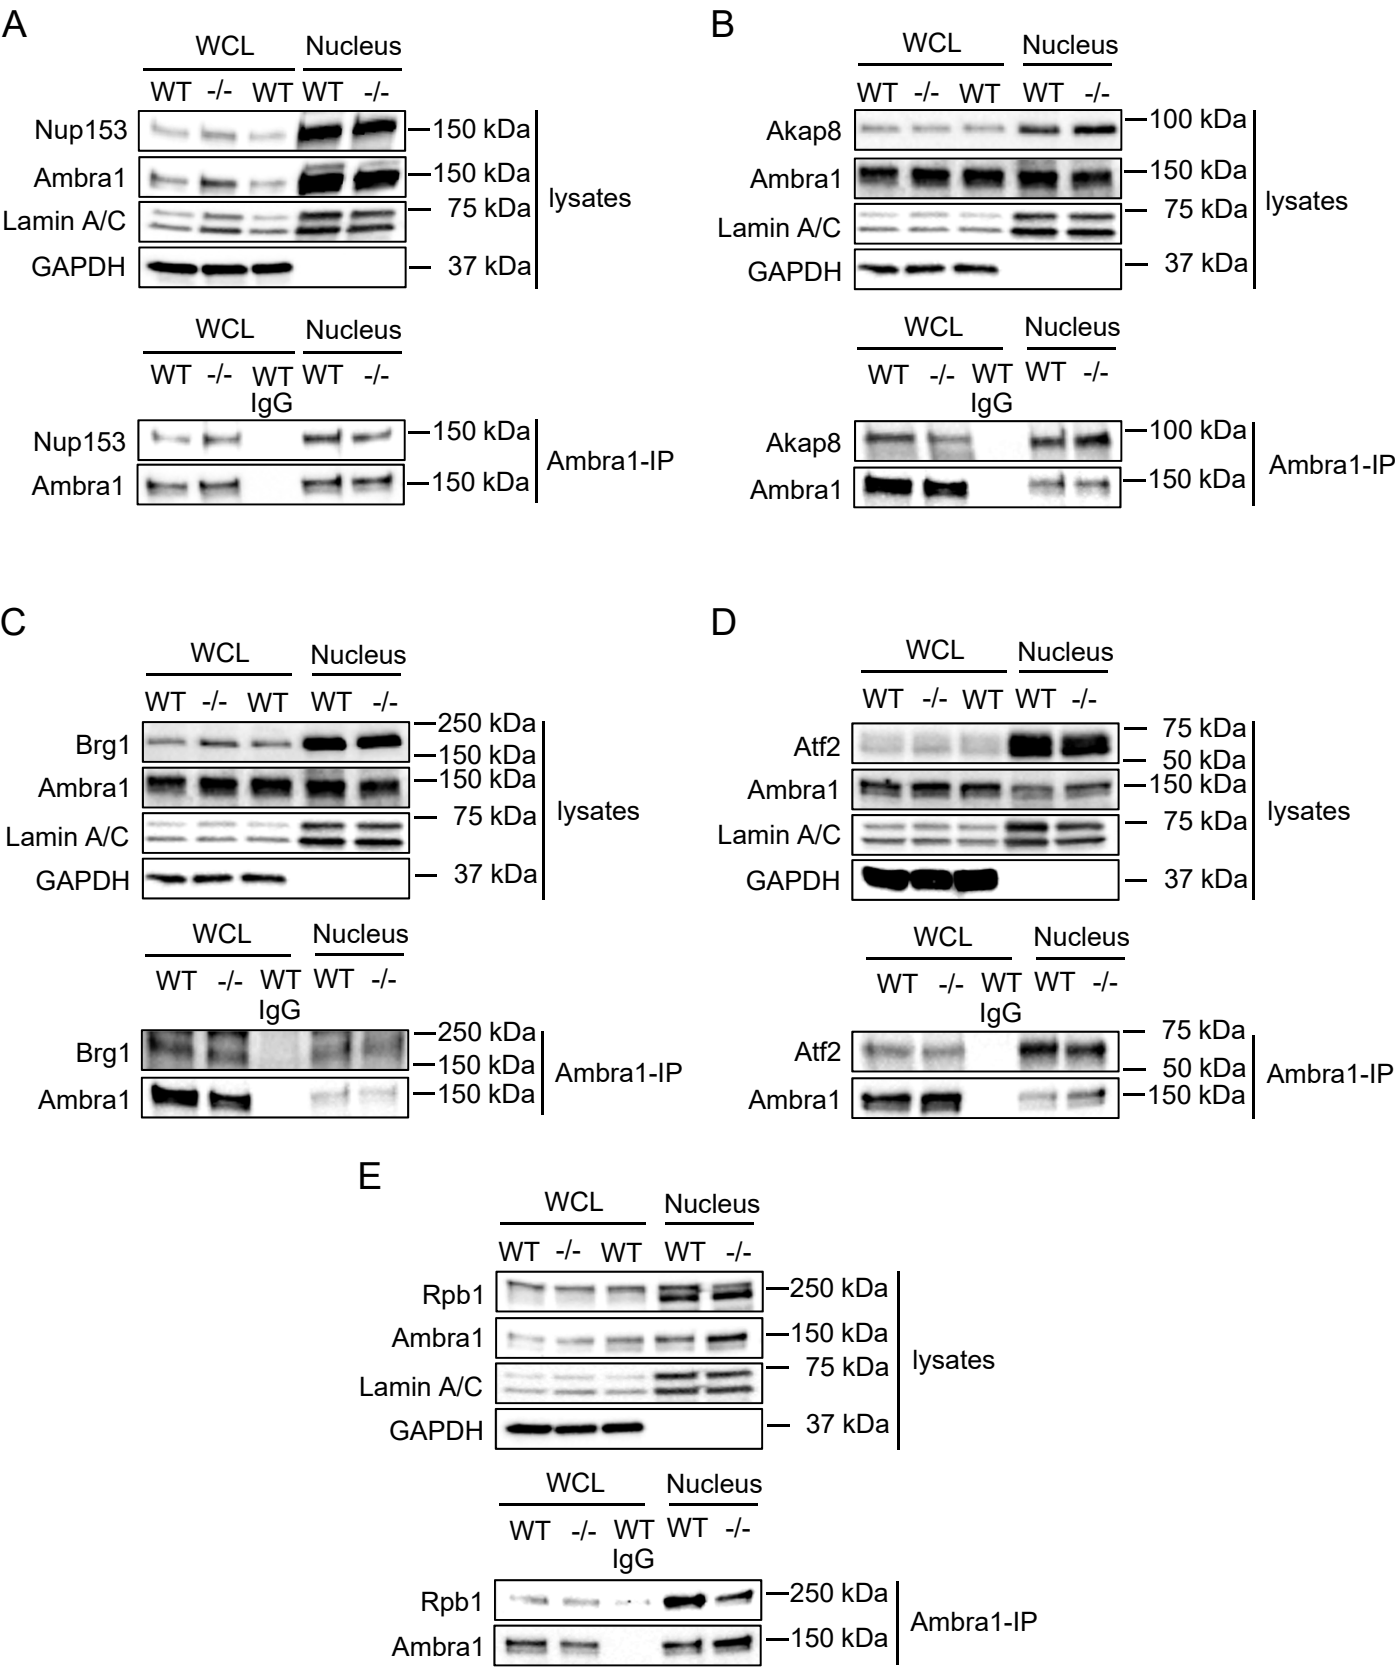 A
WCL Nucleus
WT -/- WT WT -/-
Nup153 150 kDa
Ambra1 150 kDa
Lamin A/C 75 kDa
GAPDH 37 kDa
lysates
WCL Nucleus
WT -/- WT WT -/-
IgG
Nup153 150 kDa
Ambra1 150 kDa
Ambra1-IP
B
WCL Nucleus
WT -/- WT WT -/-
Akap8 100 kDa
Ambra1 150 kDa
Lamin A/C 75 kDa
GAPDH 37 kDa
lysates
WCL Nucleus
WT -/- WT WT -/-
IgG
Akap8 100 kDa
Ambra1 150 kDa
Ambra1-IP
C
WCL Nucleus
WT -/- WT WT -/-
250 kDa
Brg1
150 kDa
Ambra1 150 kDa
Lamin A/C 75 kDa
GAPDH 37 kDa
lysates
WCL Nucleus
WT -/- WT WT -/-
IgG
250 kDa
Brg1
150 kDa
Ambra1 150 kDa
Ambra1-IP
D
WCL Nucleus
WT -/- WT WT -/-
75 kDa
Atf2
50 kDa
Ambra1 150 kDa
Lamin A/C 75 kDa
GAPDH 37 kDa
lysates
WCL Nucleus
WT -/- WT WT -/-
IgG
75 kDa
Atf2
50 kDa
Ambra1 150 kDa
Ambra1-IP
E
WCL Nucleus
WT -/- WT WT -/-
Rpb1 250 kDa
Ambra1 150 kDa
Lamin A/C 75 kDa
GAPDH 37 kDa
lysates
WCL Nucleus
WT -/- WT WT -/-
IgG
Rpb1 250 kDa
Ambra1 150 kDa
Ambra1-IP